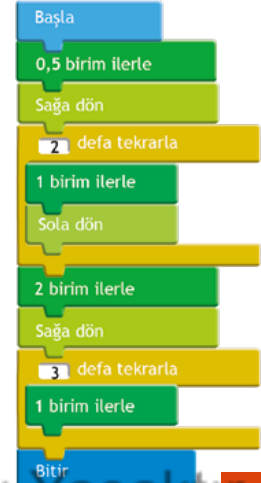 Başla
0,5 birim ilerle
Sağa dön
2 defa tekrarla
1 birim ilerle
Sola dön
2 birim ilerle
Sağa dön
3 defa tekrarla
1 birim ilerle
Bitir